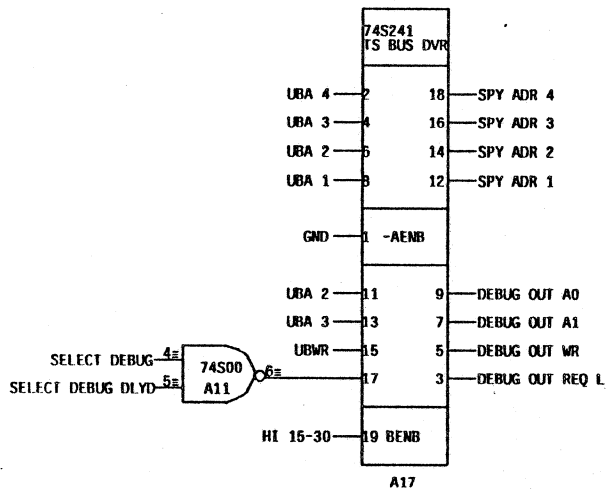 74S241
TS BUS DVR
UBA 4 2 18 SPY ADR 4
UBA 3 4 16 SPY ADR 3
UBA 2 6 14 SPY ADR 2
UBA 1 8 12 SPY ADR 1
GND 1 -AENB
UBA 2 11 9 DEBUG OUT A0
UBA 3 13 7 DEBUG OUT A1
UBWR 15 5 DEBUG OUT WR
SELECT DEBUG 4 74S00 6 17 3 DEBUG OUT REQ L
SELECT DEBUG DLYD 5 A11
HI 15-30 19 BENB
A17